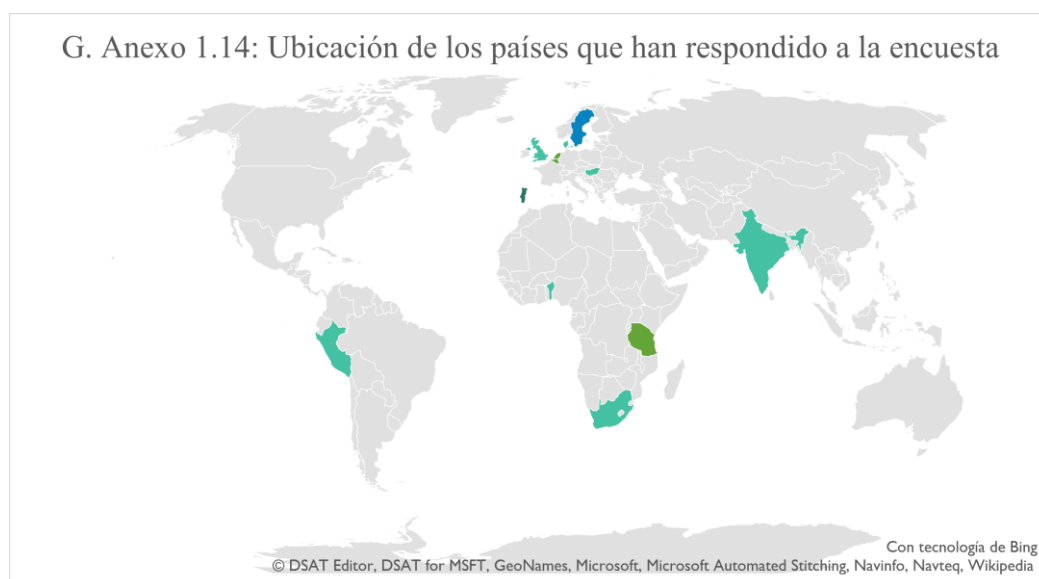 G. Anexo 1.14: Ubicación de los países que han respondido a la encuesta
Con tecnología de Bing
© DSAT Editor, DSAT for MSFT, GeoNames, Microsoft, Microsoft Automated Stitching, Navinfo, Navteq, Wikipedia